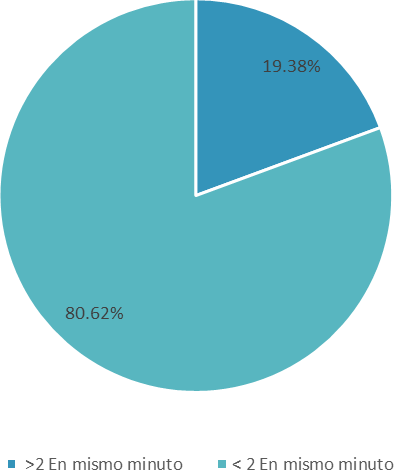 19.38%
80.62%
>2 En mismo minuto
< 2 En mismo minuto